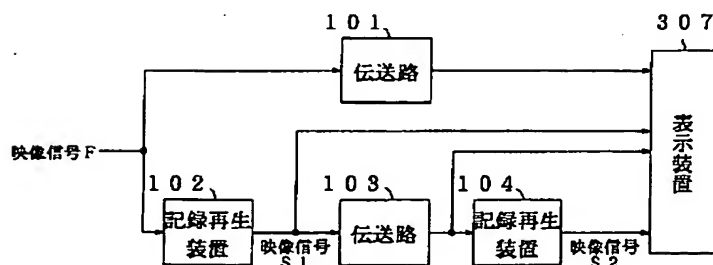 １０１
３０７
伝送路
映像信号Ｆ
表示装置
１０２
１０３
１０４
記録再生
装置
映像信号
Ｓ１
伝送路
記録再生
装置
映像信号
Ｓ２